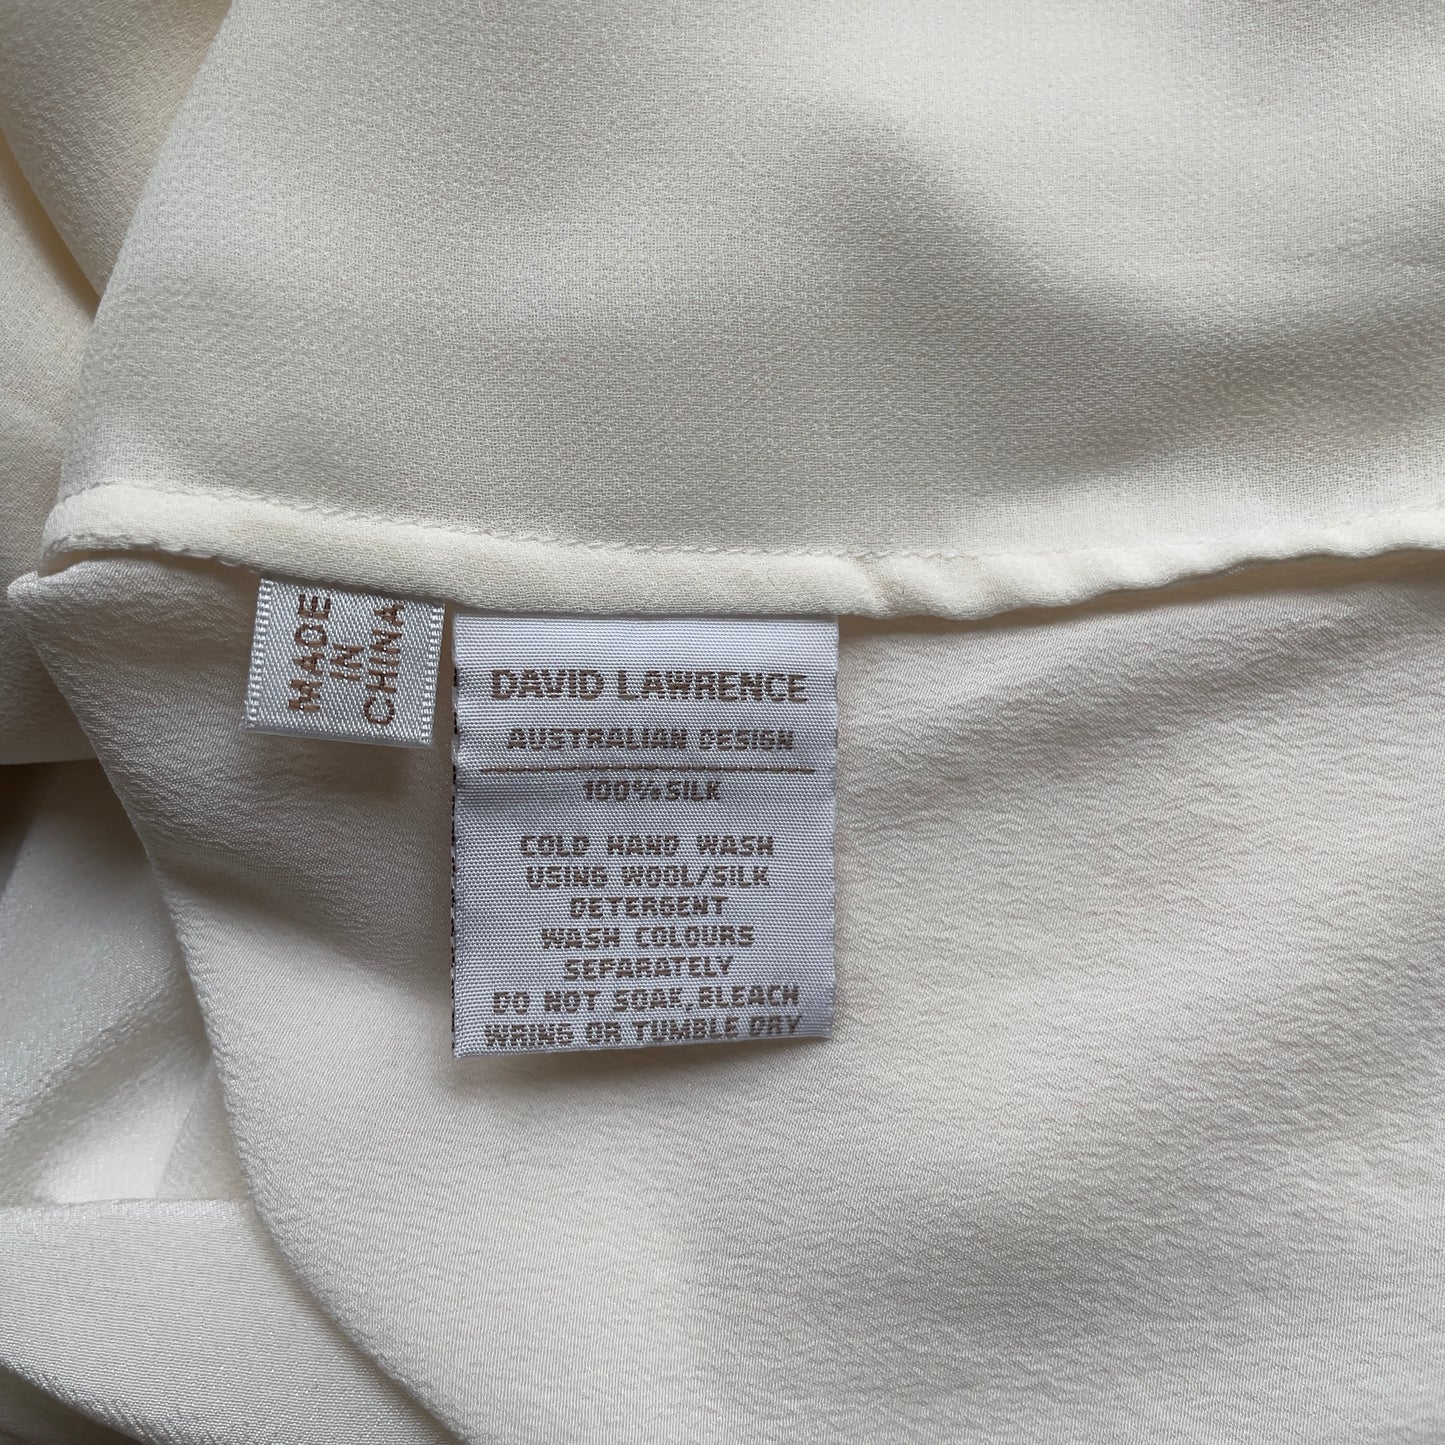 MADE
IN
CHINA
DAVID LAWRENCE
AUSTRALIAN DESIGN
100% SILK
COLD HAND WASH
USING WOOL/SILK
DETERGENT
WASH COLOURS
SEPARATELY
DO NOT SOAK, BLEACH
WRING OR TUMBLE DRY